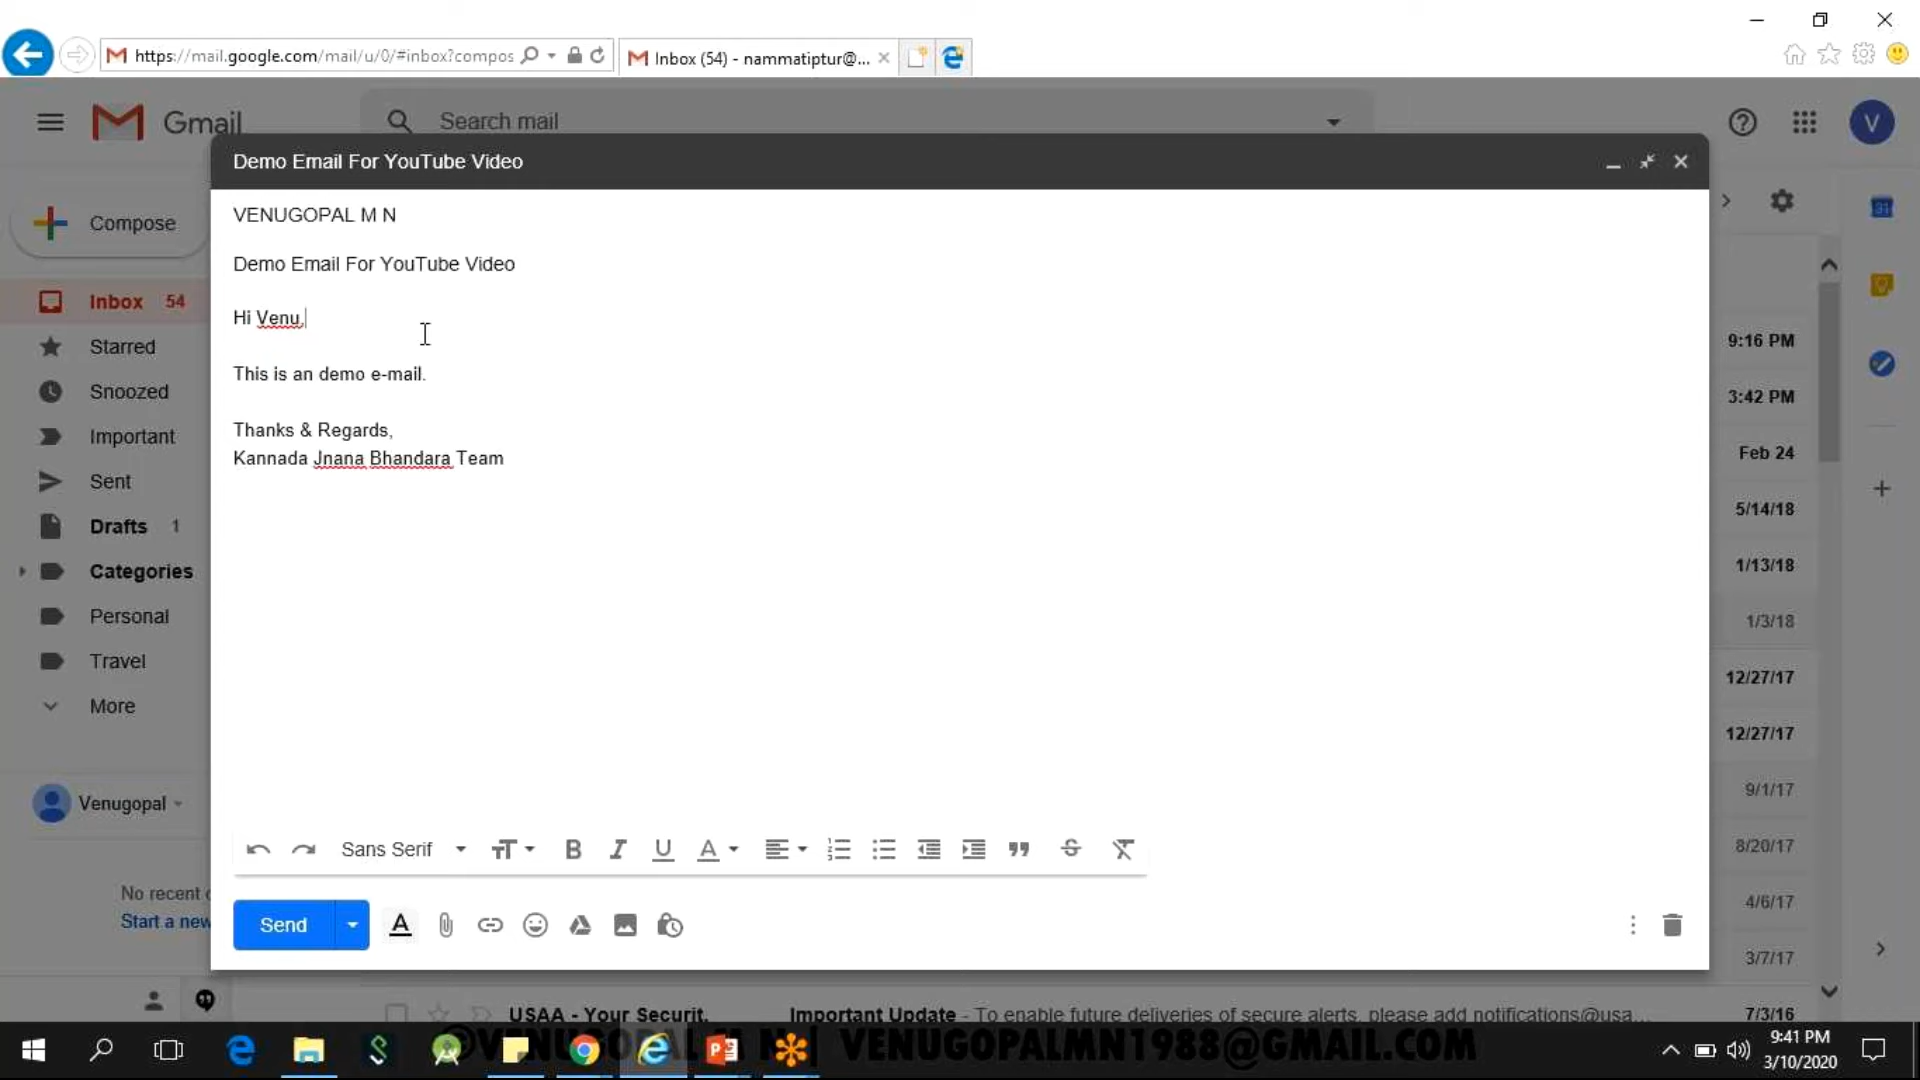 https://mail.google.com/mail/u/0/#inbox?compos
Inbox (54) - nammatiptur@...
Gmail
Search mail
V
Demo Email For YouTube Video
VENUGOPAL M N
Demo Email For YouTube Video
Hi Venu,
This is an demo e-mail.
Thanks & Regards,
Kannada Jnana Bhandara Team
Compose
Inbox 54
Starred
Snoozed
Important
Sent
Drafts 1
Categories
Personal
Travel
More
Venugopal
No recent
Start a new
31
9:16 PM
3:42 PM
Feb 24
5/14/18
1/13/18
1/3/18
12/27/17
12/27/17
9/1/17
8/20/17
4/6/17
3/7/17
Sans Serif
Send
USAA - Your Securit. Important Update - To enable future deliveries of secure alerts, please add notifications@usa... 7/3/16
©VENUGOPAL M N | VENUGOPALMN1988@GMAIL.COM
9:41 PM
3/10/2020